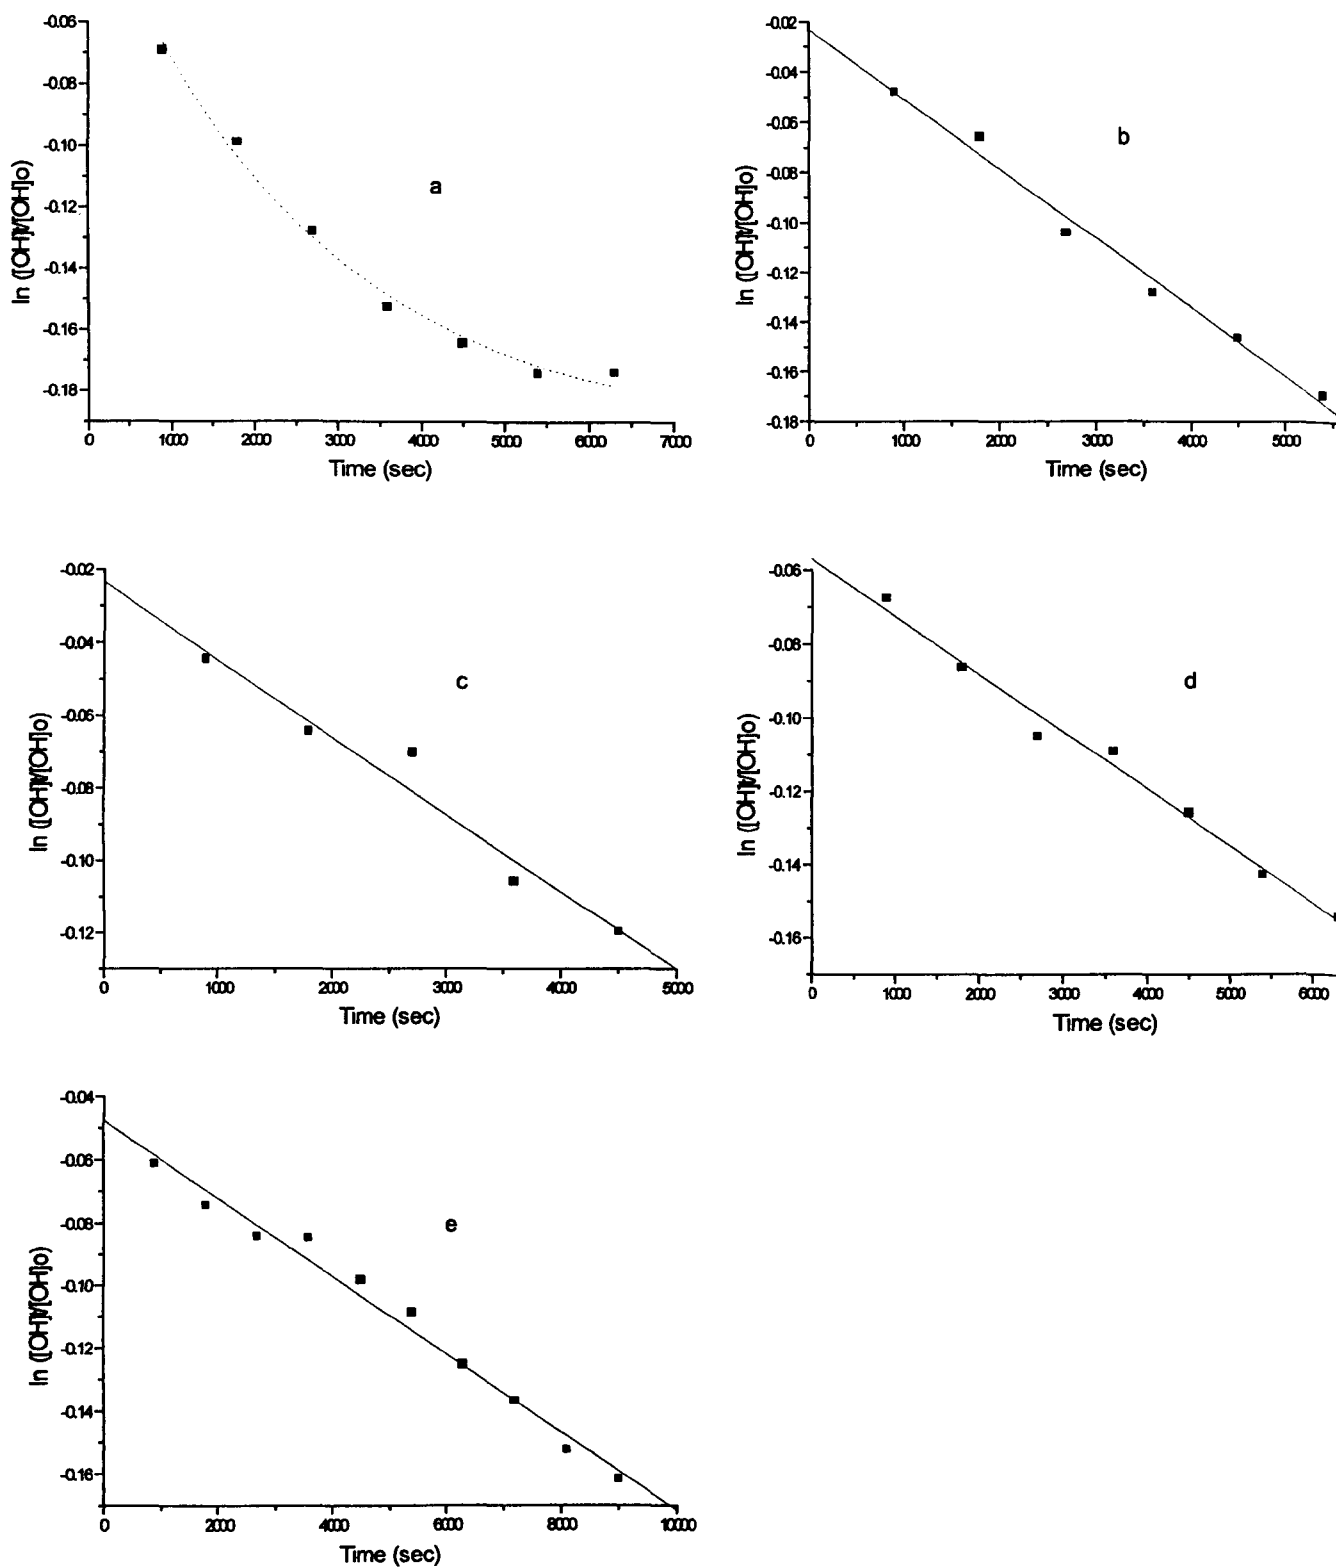 -0.06
-0.08
-0.10
-0.12
-0.14
-0.16
-0.18
ln ([OH]t/[OH]o)
a
0 1000 2000 3000 4000 5000 6000 7000
Time (sec)
-0.02
-0.04
-0.06
-0.08
-0.10
-0.12
-0.14
-0.16
-0.18
ln ([OH]t/[OH]o)
b
0 1000 2000 3000 4000 5000
Time (sec)
-0.02
-0.04
-0.06
-0.08
-0.10
-0.12
ln ([OH]t/[OH]o)
c
0 1000 2000 3000 4000 5000
Time (sec)
-0.06
-0.08
-0.10
-0.12
-0.14
-0.16
ln ([OH]t/[OH]o)
d
0 1000 2000 3000 4000 5000 6000
Time (sec)
-0.04
-0.06
-0.08
-0.10
-0.12
-0.14
-0.16
ln ([OH]t/[OH]o)
e
0 2000 4000 6000 8000 10000
Time (sec)